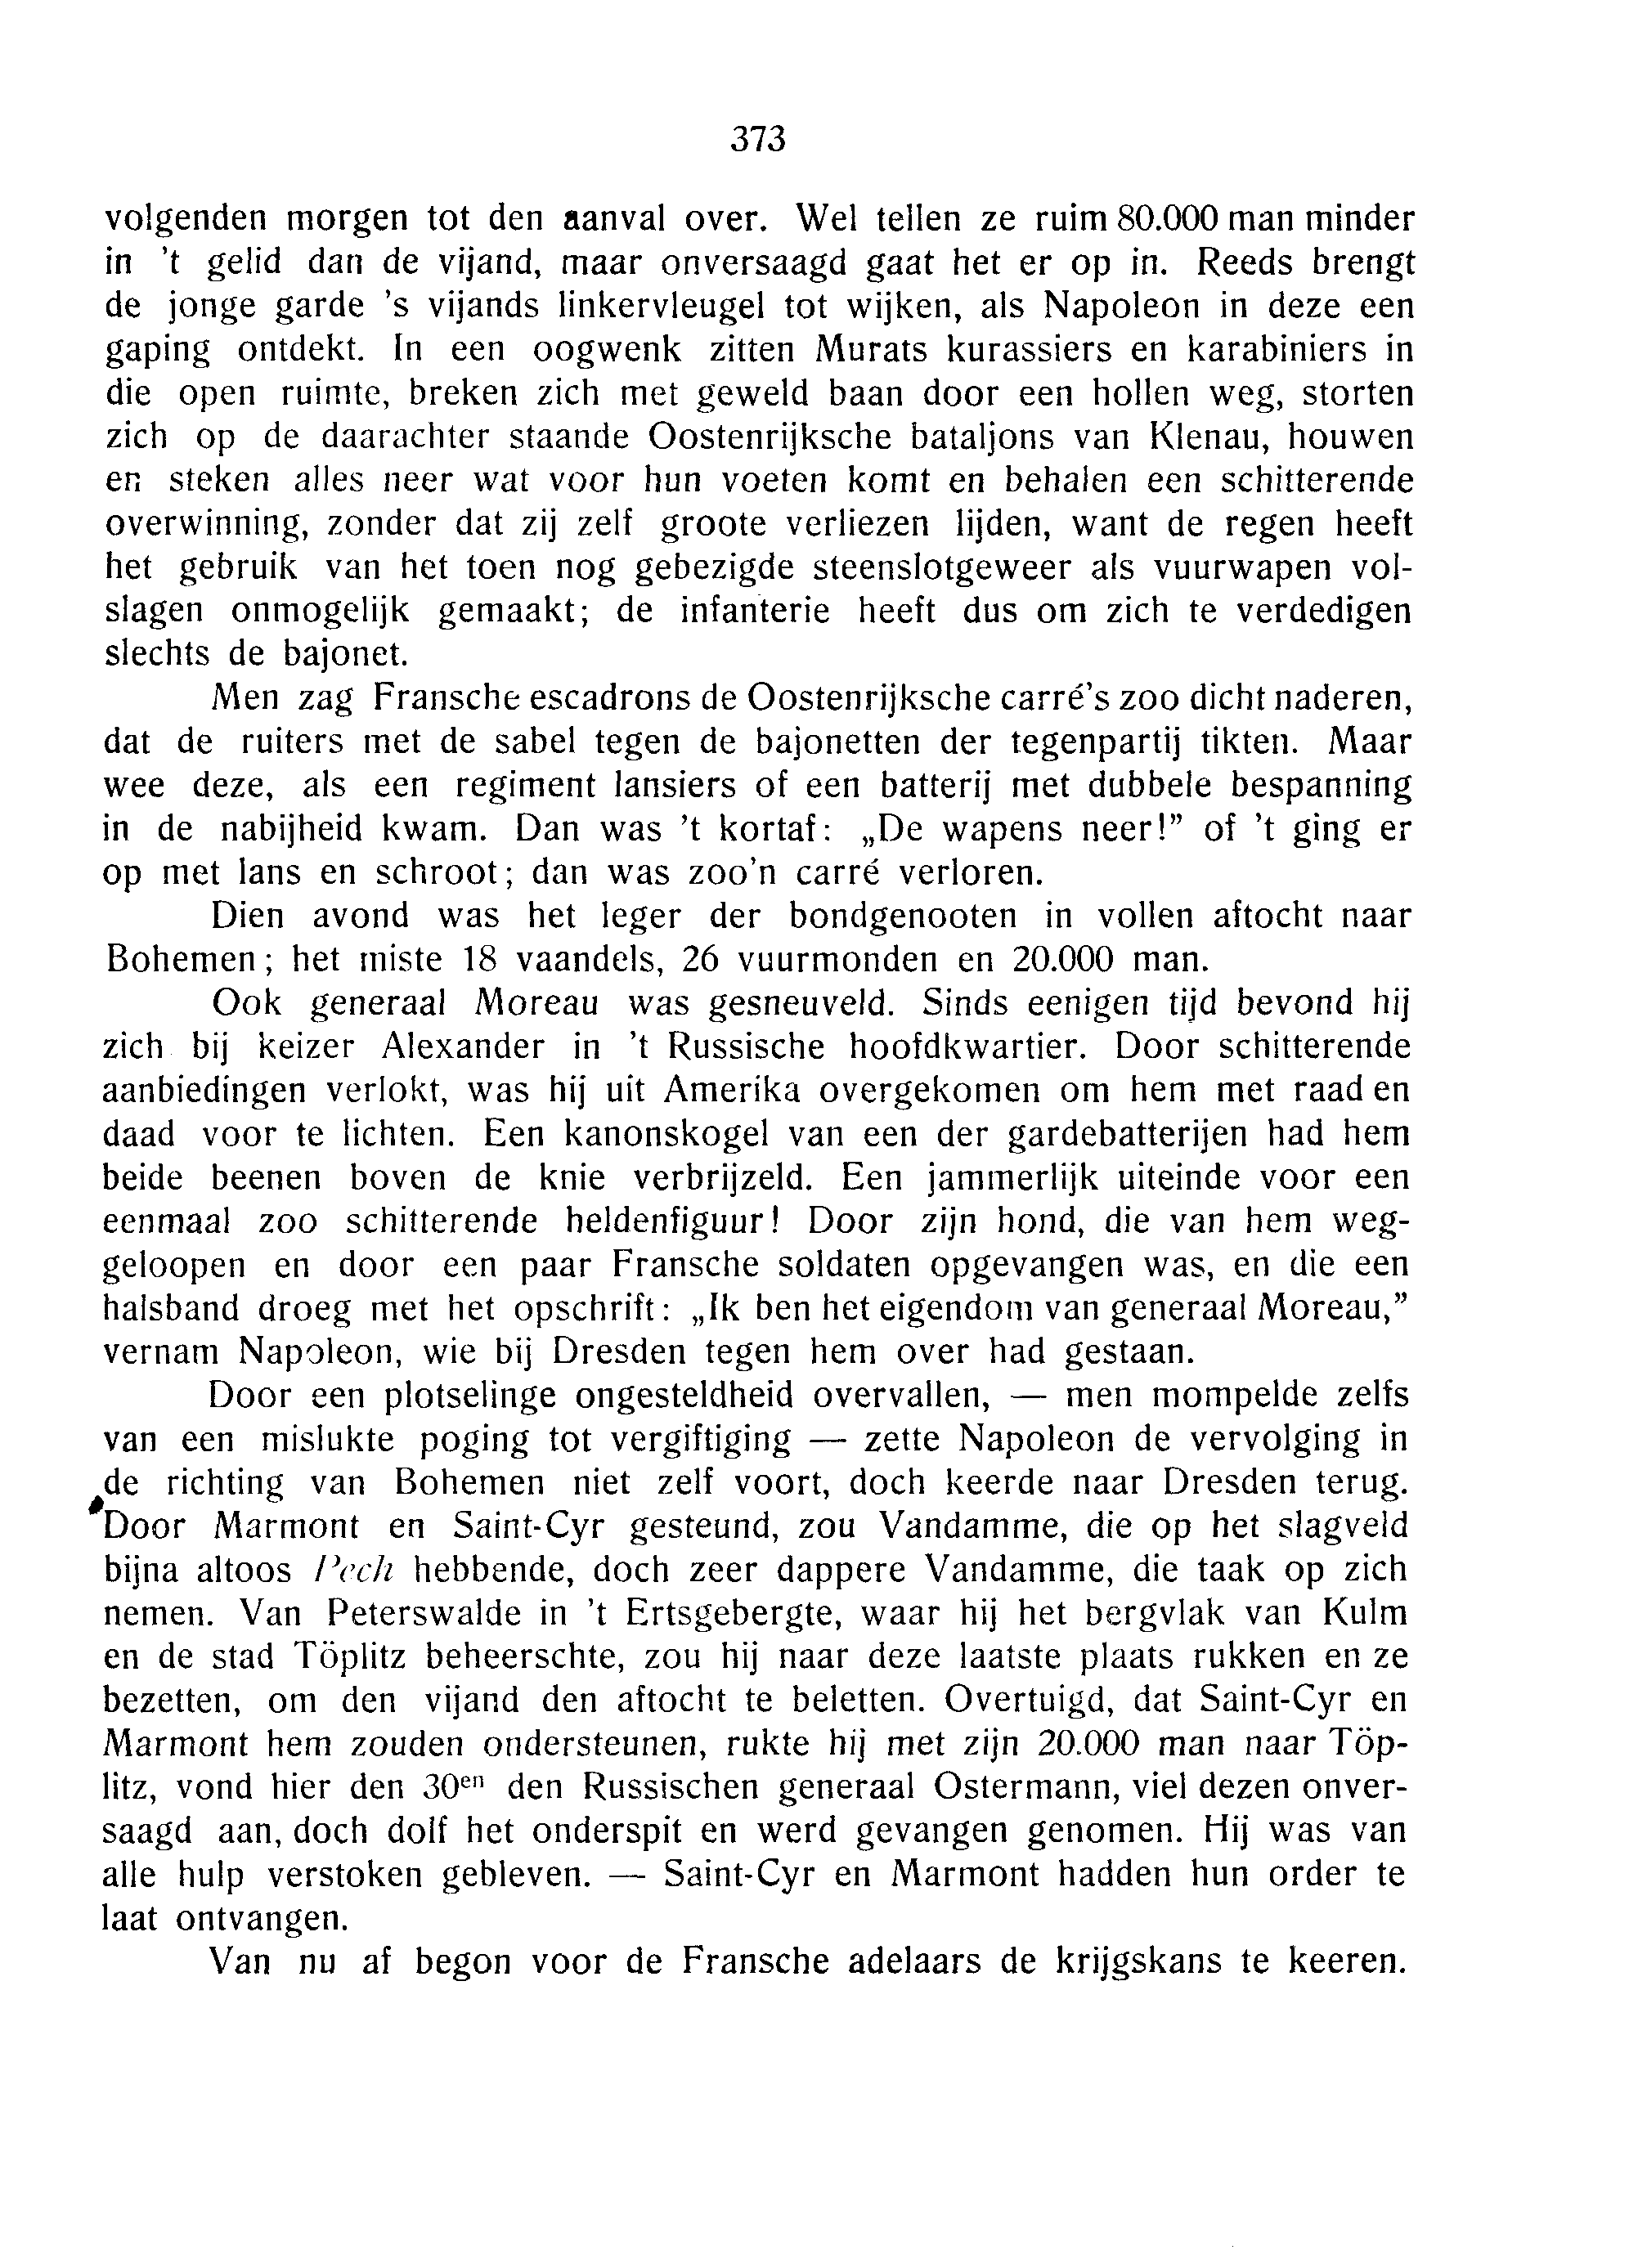 373
volgenden morgen tot den aanval over. Wel tellen ze ruim 80.000 man minder
in 't gelid dan de vijand, maar onversaagd gaat het er op in. Reeds brengt
de jonge garde 's vijands linkervleugel tot wijken, als Napoleon in deze een
gaping ontdekt. In een oogwenk zitten Murats kurassiers en karabiniers in
die open ruimte, breken zich met geweld baan door een hollen weg, storten
zich op de daarachter staande Oostenrijksche bataljons van Klenau, houwen
en steken alles neer wat voor hun voeten komt en behalen een schitterende
overwinning, zonder dat zij zelf groote verliezen lijden, want de regen heeft
het gebruik van het toen nog gebezigde steenslotgeweer als vuurwapen vol-
slagen onmogelijk gemaakt; de infanterie heeft dus om zich te verdedigen
slechts de bajonet.
Men zag Fransche escadrons de Oostenrijksche carré's zoo dicht naderen,
dat de ruiters met de sabel tegen de bajonetten der tegenpartij tikten. Maar
wee deze, als een regiment lansiers of een batterij met dubbele bespanning
in de nabijheid kwam. Dan was 't kortaf: „De wapens neer!” of 't ging er
op met lans en schroot; dan was zoo'n carré verloren.
Dien avond was het leger der bondgenooten in vollen aftocht naar
Bohemen; het miste 18 vaandels, 26 vuurmonden en 20.000 man.
Ook generaal Moreau was gesneuveld. Sinds eenigen tijd bevond hij
zich bij keizer Alexander in 't Russische hoofdkwartier. Door schitterende
aanbiedingen verlokt, was hij uit Amerika overgekomen om hem met raad en
daad voor te lichten. Een kanonskogel van een der gardebatterijen had hem
beide beenen boven de knie verbrijzeld. Een jammerlijk uiteinde voor een
eenmaal zoo schitterende heldenfiguur! Door zijn hond, die van hem weg-
geloopen en door een paar Fransche soldaten opgevangen was, en die een
halsband droeg met het opschrift: „Ik ben het eigendom van generaal Moreau,”
vernam Napoleon, wie bij Dresden tegen hem over had gestaan.
Door een plotselinge ongesteldheid overvallen, — men mompelde zelfs
van een mislukte poging tot vergiftiging — zette Napoleon de vervolging in
de richting van Bohemen niet zelf voort, doch keerde naar Dresden terug.
Door Marmont en Saint-Cyr gesteund, zou Vandamme, die op het slagveld
bijna altoos Pech hebbende, doch zeer dappere Vandamme, die taak op zich
nemen. Van Peterswalde in 't Ertsgebergte, waar hij het bergvlak van Kulm
en de stad Töplitz beheerschte, zou hij naar deze laatste plaats rukken en ze
bezetten, om den vijand den aftocht te beletten. Overtuigd, dat Saint-Cyr en
Marmont hem zouden ondersteunen, rukte hij met zijn 20.000 man naar Töp-
litz, vond hier den 30en den Russischen generaal Ostermann, viel dezen onver-
saagd aan, doch dolf het onderspit en werd gevangen genomen. Hij was van
alle hulp verstoken gebleven. — Saint-Cyr en Marmont hadden hun order te
laat ontvangen.
Van nu af begon voor de Fransche adelaars de krijgskans te keeren.